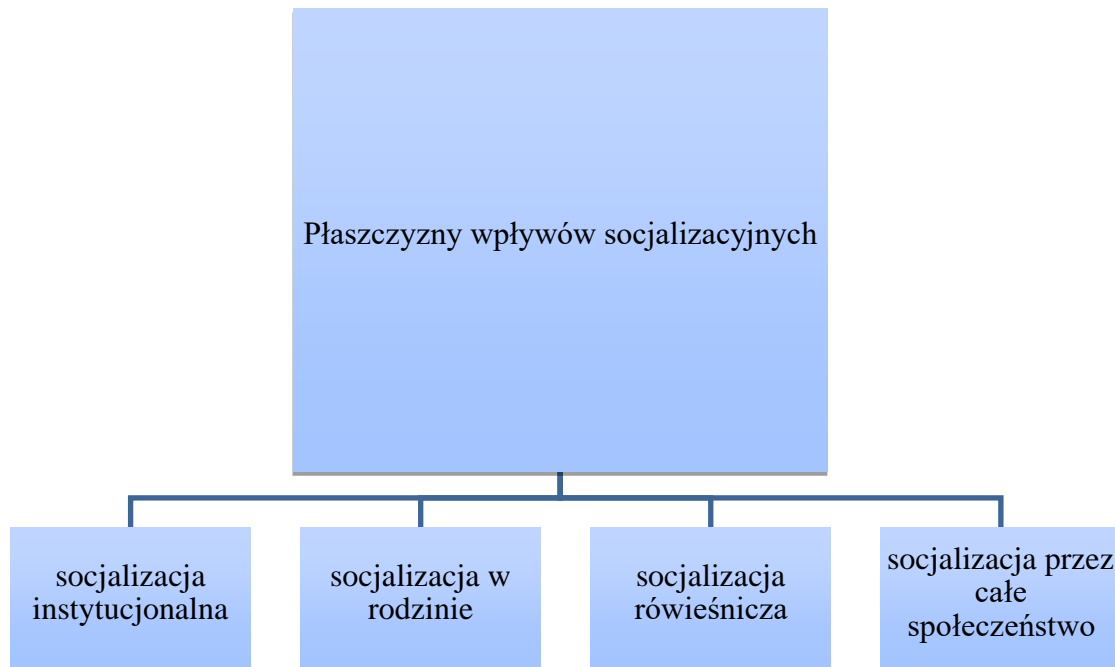 Płaszczyzny wpływów socjalizacyjnych
socjalizacja
instytucjonalna
socjalizacja w
rodzinie
socjalizacja
rówieśnicza
socjalizacja przez
całe
społeczeństwo